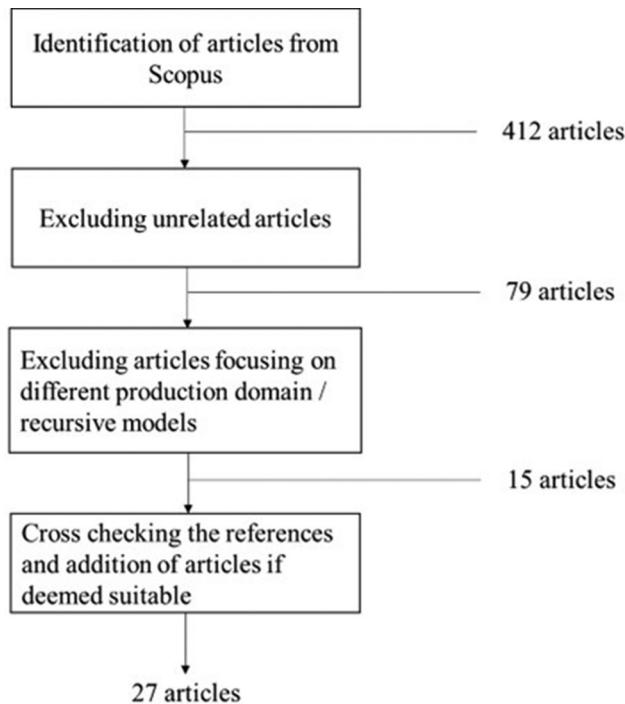 Identification of articles from
Scopus
412 articles
Excluding unrelated articles
79 articles
Excluding articles focusing on
different production domain /
recursive models
15 articles
Cross checking the references
and addition of articles if
deemed suitable
27 articles